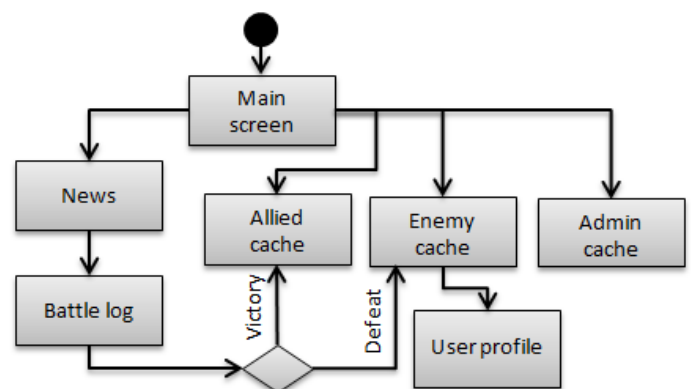 Main
screen
News
Allied
cache
Enemy
cache
Admin
cache
Battle log
Victory
Defeat
User profile